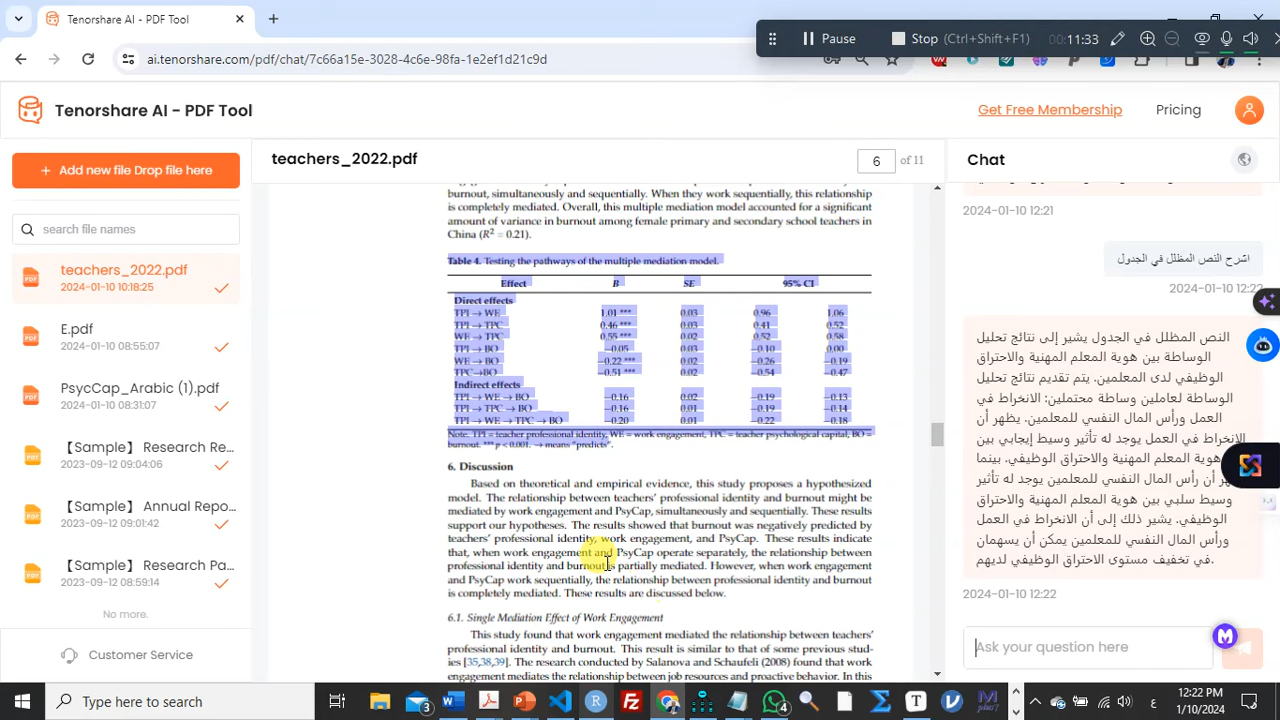 Tenorshare AI - PDF Tool
00:11:33
Pause
Stop (Ctrl+Shift+F1)
ai.tenorshare.com/pdf/chat/7c66a15e-3028-4c6e-98fa-1e2ef1d21c9d
Tenorshare AI - PDF Tool
Get Free Membership
Pricing
+ Add new file Drop file here
search file names
teachers_2022.pdf
2024-01-10 10:18:25
E.pdf
2024-01-10 08:55:07
PsycCap_Arabic (1).pdf
2024-01-10 08:31:07
【Sample】 Research Re...
2023-09-12 09:04:06
【Sample】 Annual Repo...
2023-09-12 09:01:42
【Sample】 Research Pa...
2023-09-12 08:59:14
No more.
Customer Service
teachers_2022.pdf
6 of 11
burnout, simultaneously and sequentially. When they work sequentially, this relationship
is completely mediated. Overall, this multiple mediation model accounted for a significant
amount of variance in burnout among female primary and secondary school teachers in
China (R² = 0.21).
Table 4. Testing the pathways of the multiple mediation model.
Effect B SE 95% CI
Direct effects
TPI → WE 1.01 *** 0.03 0.96 1.06
TPI → TPC 0.46 *** 0.03 0.41 0.52
WE → TPC 0.55 *** 0.02 0.52 0.58
TPI → BO −0.05 0.03 −0.10 0.00
WE → BO −0.22 *** 0.02 −0.26 −0.19
TPC→BO −0.51 *** 0.02 −0.54 −0.47
Indirect effects
TPI → WE → BO −0.16 0.02 −0.19 −0.13
TPI → TPC → BO −0.16 0.01 −0.19 −0.14
TPI → WE → TPC → BO −0.20 0.01 −0.22 −0.18
Note. TPI = teacher professional identity, WE = work engagement, TPC = teacher psychological capital, BO =
burnout. *** p < 0.001. → means "predicts".
6. Discussion
Based on theoretical and empirical evidence, this study proposes a hypothesized
model. The relationship between teachers' professional identity and burnout might be
mediated by work engagement and PsyCap, simultaneously and sequentially. These results
support our hypotheses. The results showed that burnout was negatively predicted by
teachers' professional identity, work engagement, and PsyCap. These results indicate
that, when work engagement and PsyCap operate separately, the relationship between
professional identity and burnout is partially mediated. However, when work engagement
and PsyCap work sequentially, the relationship between professional identity and burnout
is completely mediated. These results are discussed below.
6.1. Single Mediation Effect of Work Engagement
This study found that work engagement mediated the relationship between teachers'
professional identity and burnout. This result is similar to that of some previous stud-
ies [35,38,39]. The research conducted by Salanova and Schaufeli (2008) found that work
engagement mediates the relationship between job resources and proactive behavior. In this
Chat
2024-01-10 12:21
اشرح النص المظلل في الجدول
2024-01-10 12:22
النص المظلل في الجدول يشير إلى نتائج تحليل
الوساطة بين هوية المعلم المهنية والاحتراق
الوظيفي لدى المعلمين. يتم تقديم نتائج تحليل
الوساطة لعاملين وساطة محتملين: الانخراط في
العمل ورأس المال النفسي للمعلمين. يظهر أن
الانخراط في العمل يوجد له تأثير وسيط إيجابي بين
هوية المعلم المهنية والاحتراق الوظيفي. بينما
أن رأس المال النفسي للمعلمين يوجد له تأثير
وسيط سلبي بين هوية المعلم المهنية والاحتراق
الوظيفي. يشير ذلك إلى أن الانخراط في العمل
ورأس المال النفسي للمعلمين يمكن أن يسهمان
في تخفيف مستوى الاحتراق الوظيفي لديهم.
2024-01-10 12:22
Ask your question here
Type here to search
12:22 PM
1/10/2024